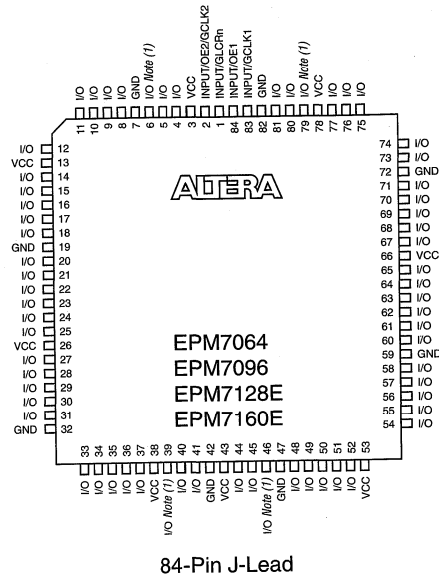 I/O
I/O
I/O
I/O
GND
I/O Note (1)
I/O
I/O
VCC
INPUT/OE2/GCLK2
INPUT/GLCRn
INPUT/OE1
INPUT/GCLK1
GND
I/O
I/O
I/O Note (1)
VCC
I/O
I/O
I/O
11 10 9 8 7 6 5 4 3 2 1 84 83 82 81 80 79 78 77 76 75
I/O 12
VCC 13
I/O 14
I/O 15
I/O 16
I/O 17
I/O 18
GND 19
I/O 20
I/O 21
I/O 22
I/O 23
I/O 24
I/O 25
VCC 26
I/O 27
I/O 28
I/O 29
I/O 30
I/O 31
GND 32
74 I/O
73 I/O
72 GND
71 I/O
70 I/O
69 I/O
68 I/O
67 I/O
66 VCC
65 I/O
64 I/O
63 I/O
62 I/O
61 I/O
60 I/O
59 GND
58 I/O
57 I/O
56 I/O
55 I/O
54 I/O
ALTERA
EPM7064
EPM7096
EPM7128E
EPM7160E
33 34 35 36 37 38 39 40 41 42 43 44 45 46 47 48 49 50 51 52 53
I/O
I/O
I/O
I/O
I/O
VCC
I/O Note (1)
I/O
I/O
GND
VCC
I/O
I/O
I/O Note (1)
GND
I/O
I/O
I/O
I/O
I/O
VCC
84-Pin J-Lead